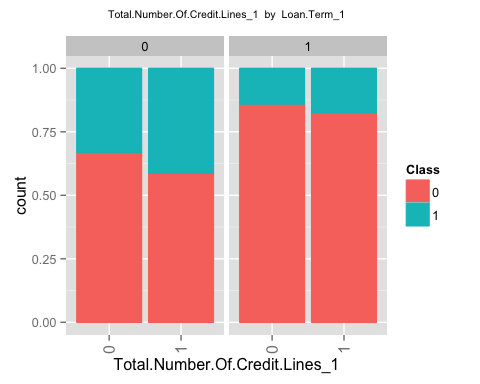 Total.Number.Of.Credit.Lines_1 by Loan.Term_1
0 1
1.00
0.75
0.50
0.25
0.00
count
0 1 0 1
Total.Number.Of.Credit.Lines_1
Class
0
1